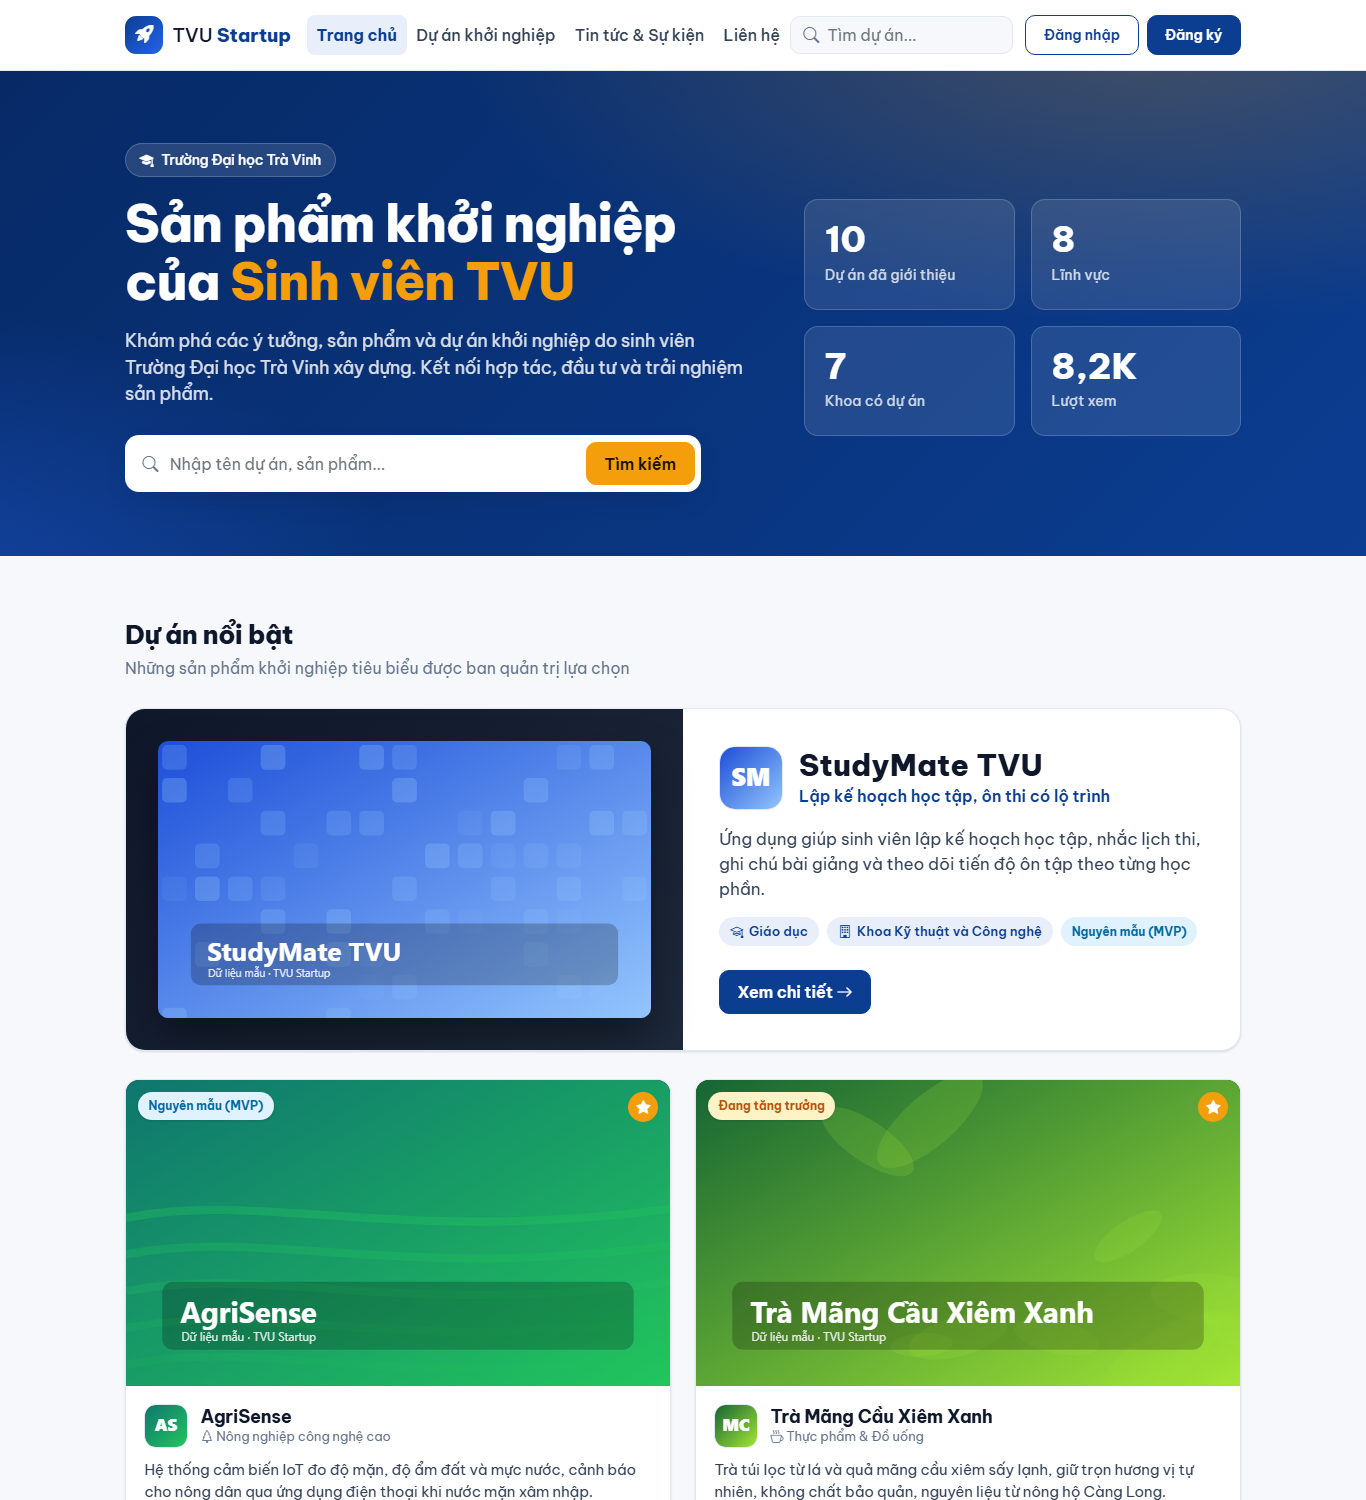 TVU Startup
Trang chủ
Dự án khởi nghiệp
Tin tức & Sự kiện
Liên hệ
Tìm dự án...
Đăng nhập
Đăng ký
Trường Đại học Trà Vinh
Sản phẩm khởi nghiệp
của Sinh viên TVU
Khám phá các ý tưởng, sản phẩm và dự án khởi nghiệp do sinh viên
Trường Đại học Trà Vinh xây dựng. Kết nối hợp tác, đầu tư và trải nghiệm
sản phẩm.
Nhập tên dự án, sản phẩm...
Tìm kiếm
10
Dự án đã giới thiệu
8
Lĩnh vực
7
Khoa có dự án
8,2K
Lượt xem
Dự án nổi bật
Những sản phẩm khởi nghiệp tiêu biểu được ban quản trị lựa chọn
StudyMate TVU
Dữ liệu mẫu · TVU Startup
SM
StudyMate TVU
Lập kế hoạch học tập, ôn thi có lộ trình
Ứng dụng giúp sinh viên lập kế hoạch học tập, nhắc lịch thi,
ghi chú bài giảng và theo dõi tiến độ ôn tập theo từng học
phần.
Giáo dục
Khoa Kỹ thuật và Công nghệ
Nguyên mẫu (MVP)
Xem chi tiết →
Nguyên mẫu (MVP)
AgriSense
Dữ liệu mẫu · TVU Startup
AS
AgriSense
Nông nghiệp công nghệ cao
Hệ thống cảm biến IoT đo độ mặn, độ ẩm đất và mực nước, cảnh báo
cho nông dân qua ứng dụng điện thoại khi nước mặn xâm nhập.
Đang tăng trưởng
Trà Mãng Cầu Xiêm Xanh
Dữ liệu mẫu · TVU Startup
MC
Trà Mãng Cầu Xiêm Xanh
Thực phẩm & Đồ uống
Trà túi lọc từ lá và quả mãng cầu xiêm sấy lạnh, giữ trọn hương vị tự
nhiên, không chất bảo quản, nguyên liệu từ nông hộ Càng Long.